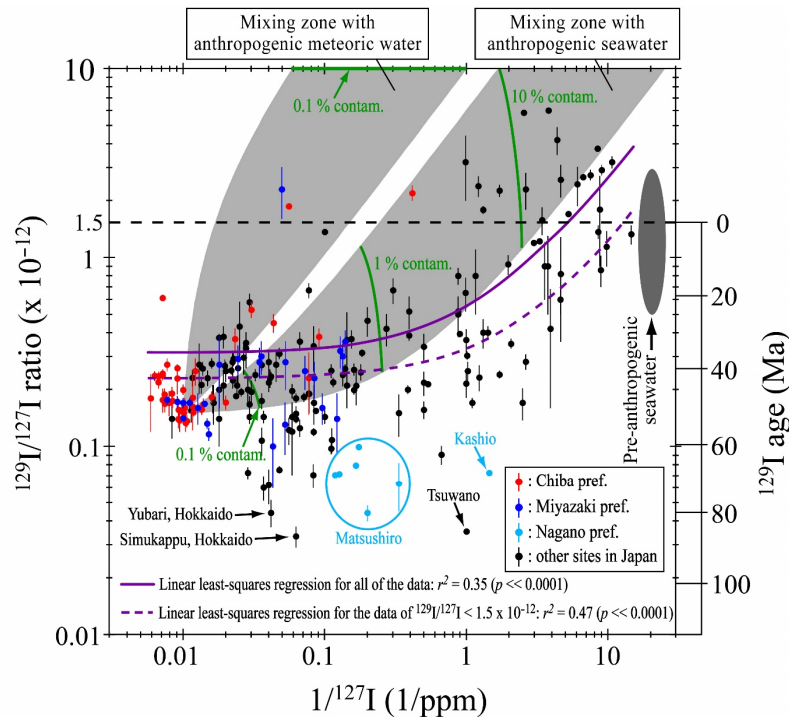 Mixing zone with
anthropogenic meteoric water
Mixing zone with
anthropogenic seawater
10
1.5
1
0.1
0.01
¹²⁹I/¹²⁷I ratio (x 10⁻¹²)
0.1 % contam.
10 % contam.
1 % contam.
0.1 % contam.
0
20
40
60
80
100
¹²⁹I age (Ma)
Pre-anthropogenic
seawater
Kashio
Tsuwano
Matsushiro
Yubari, Hokkaido
Simukappu, Hokkaido
: Chiba pref.
: Miyazaki pref.
: Nagano pref.
: other sites in Japan
Linear least-squares regression for all of the data: r² = 0.35 (p << 0.0001)
Linear least-squares regression for the data of ¹²⁹I/¹²⁷I < 1.5 x 10⁻¹²: r² = 0.47 (p << 0.0001)
0.01
0.1
1
10
1/¹²⁷I (1/ppm)